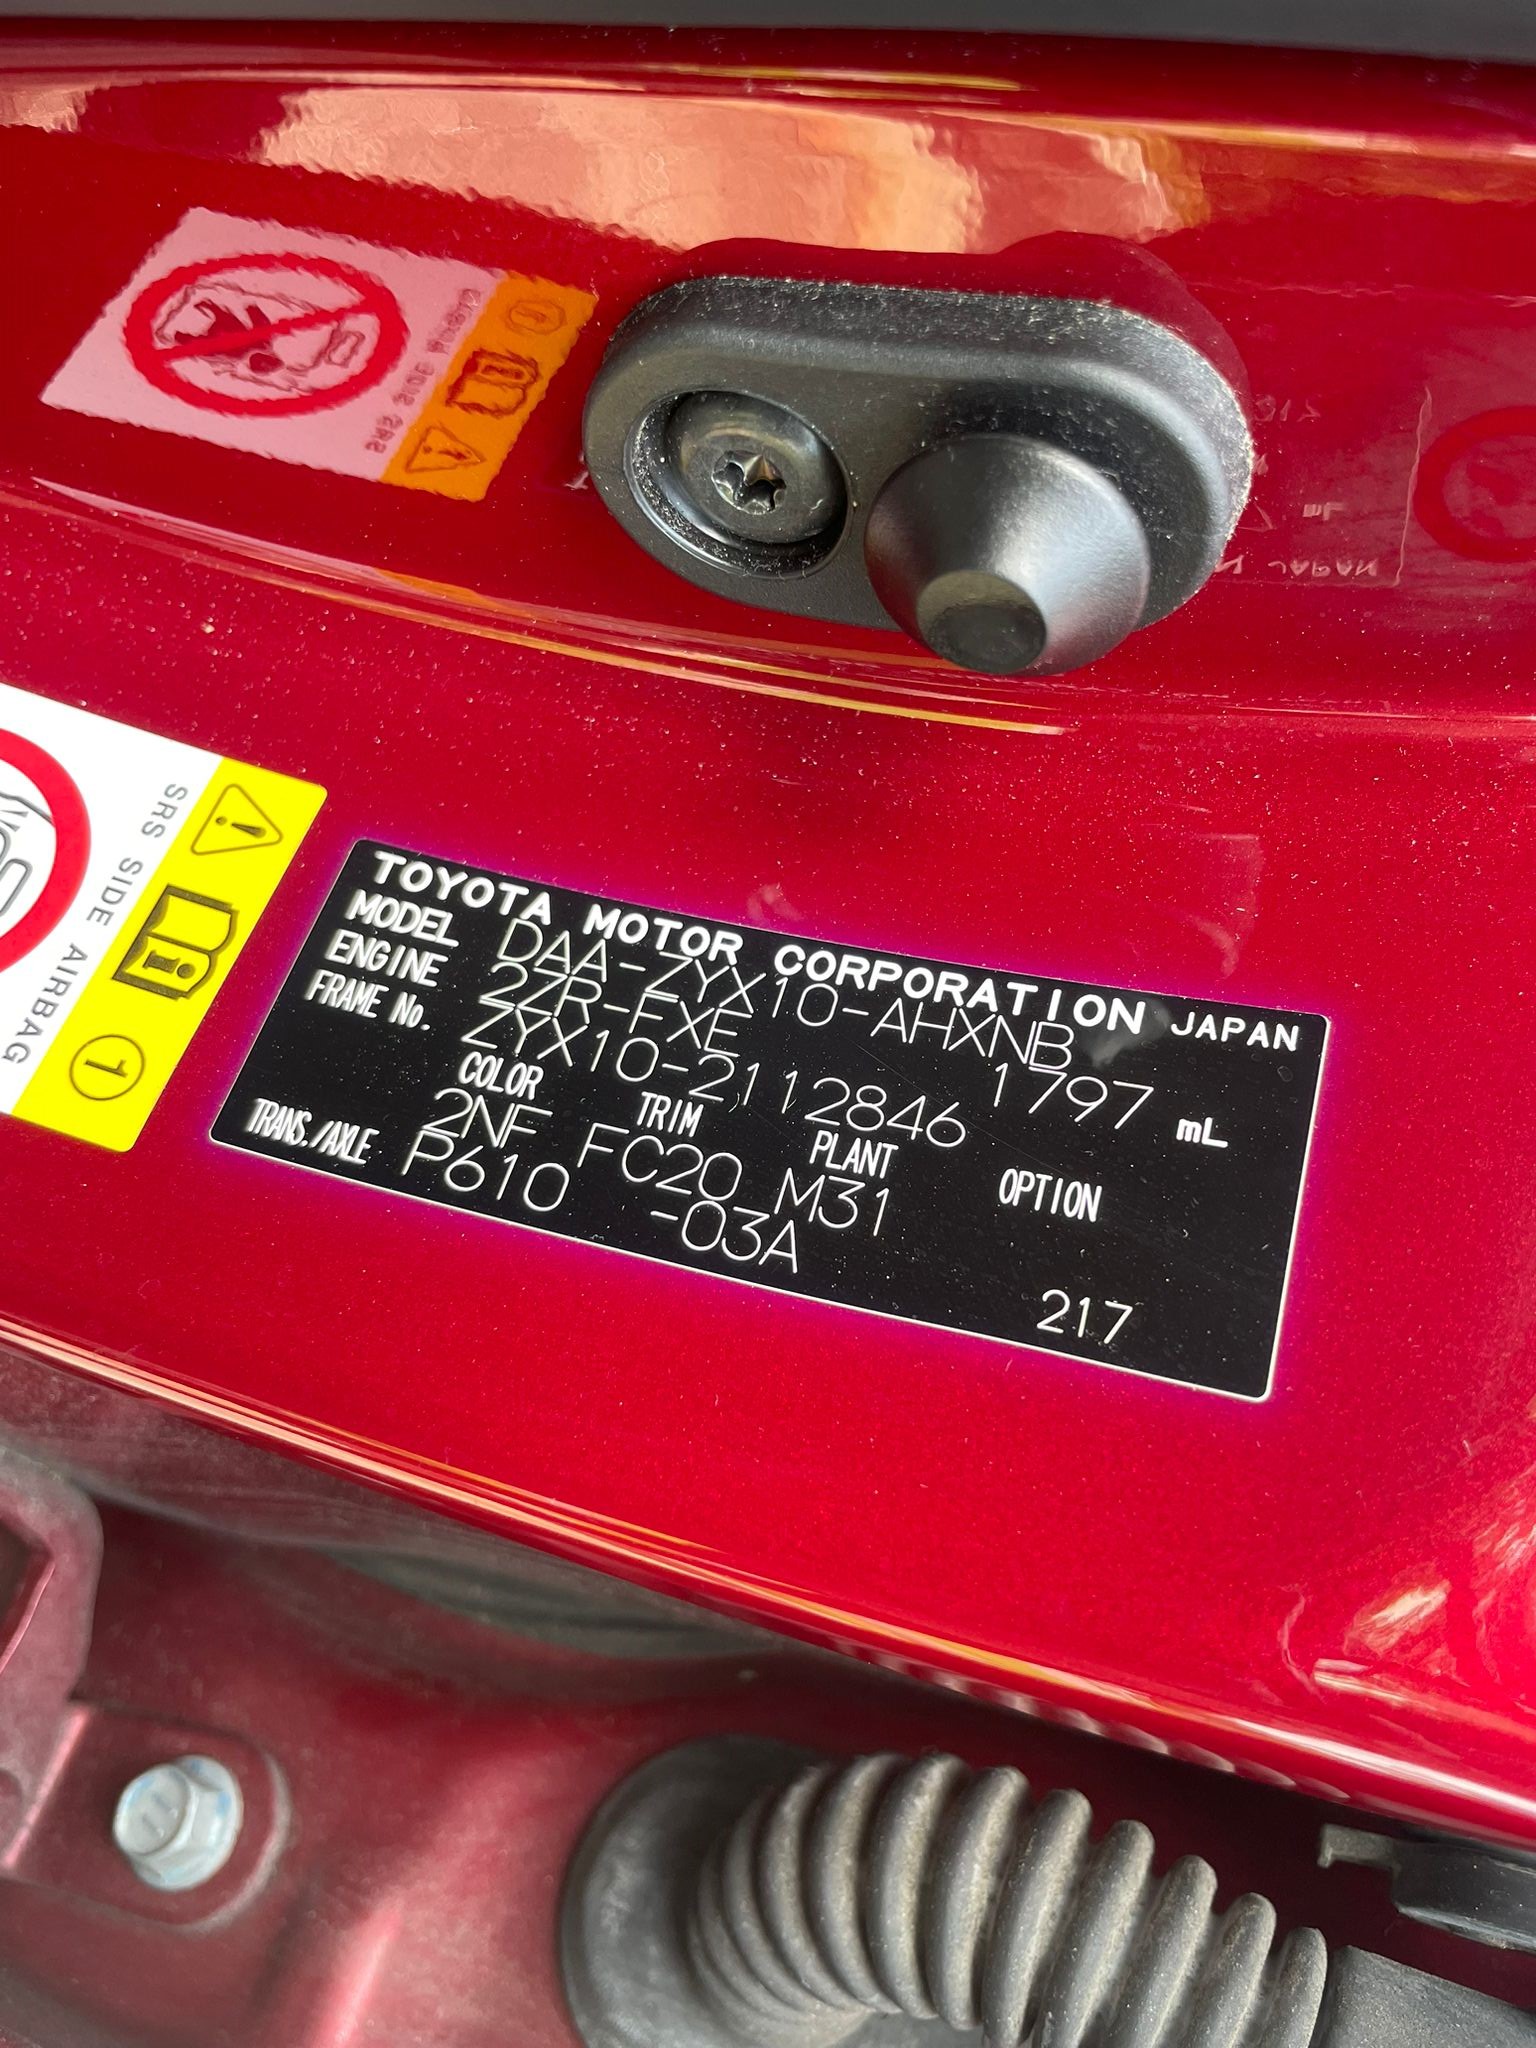 SRS SIDE AIRBAG
1
TOYOTA MOTOR CORPORATION JAPAN
MODEL DAA-ZYX10-AHXNB
ENGINE 2ZR-FXE 1797 mL
FRAME No. ZYX10-2112846
COLOR TRIM PLANT OPTION
2NF FC20 M31
TRANS./AXLE P610 -03A
217